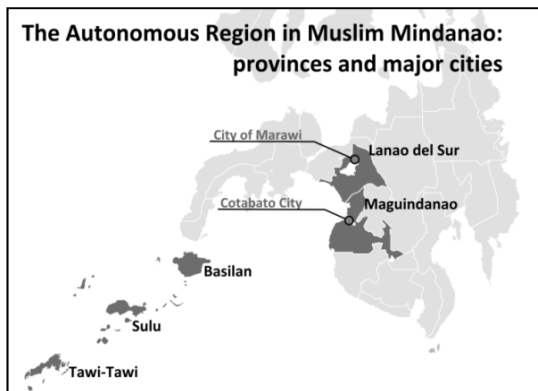 The Autonomous Region in Muslim Mindanao:
provinces and major cities
City of Marawi
Lanao del Sur
Cotabato City
Maguindanao
Basilan
Sulu
Tawi-Tawi